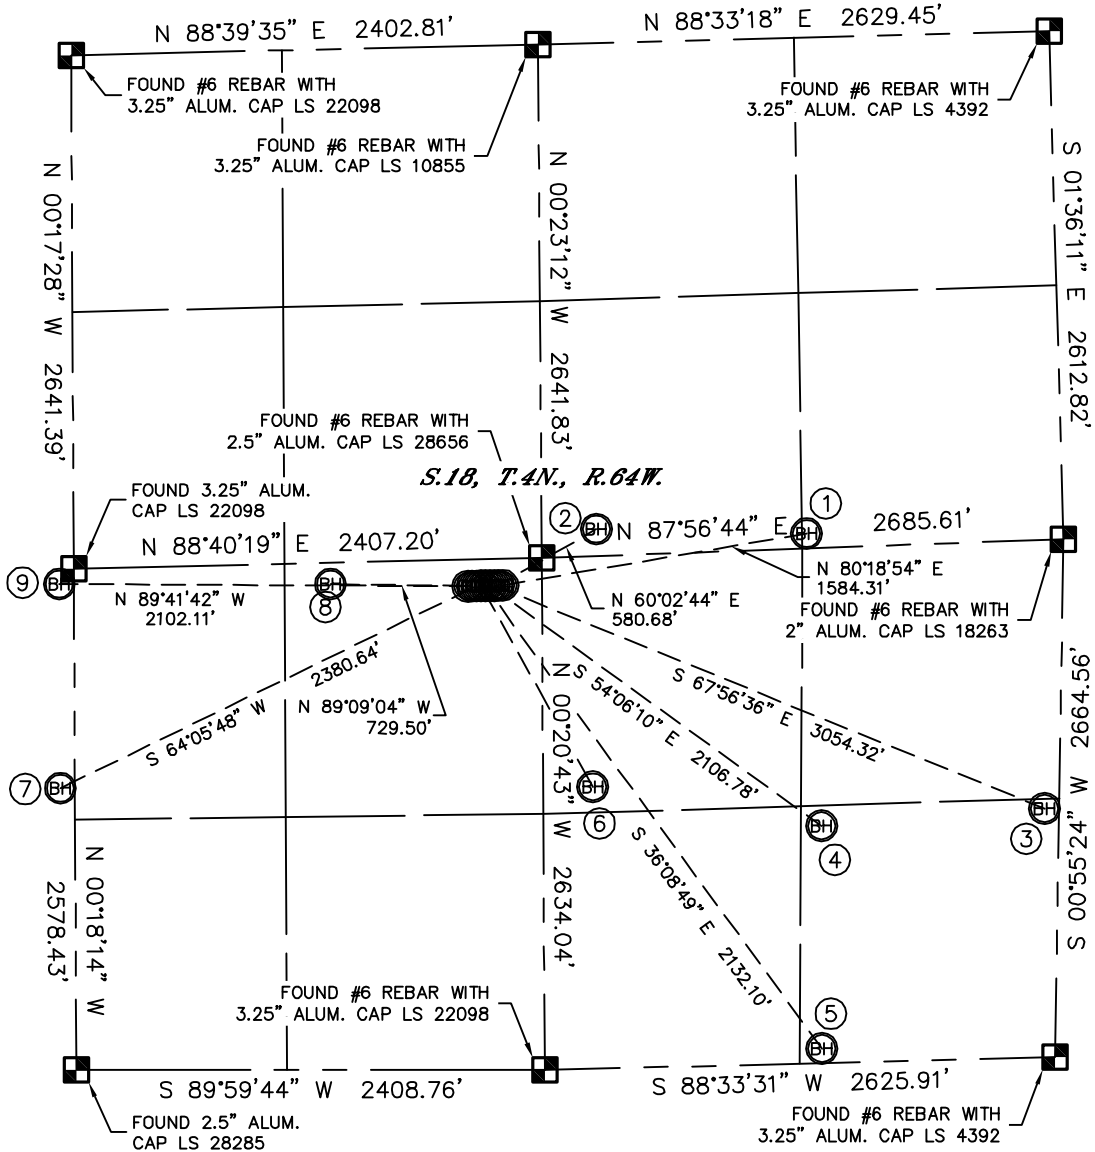 N 88°39'35" E 2402.81'
N 88°33'18" E 2629.45'
FOUND #6 REBAR WITH
3.25" ALUM. CAP LS 22098
FOUND #6 REBAR WITH
3.25" ALUM. CAP LS 4392
FOUND #6 REBAR WITH
3.25" ALUM. CAP LS 10855
N 00°17'28" W 2641.39'
N 00°23'12" W 2641.83'
S 01°36'11" E 2612.82'
FOUND #6 REBAR WITH
2.5" ALUM. CAP LS 28656
S.18, T.4N., R.64W.
FOUND 3.25" ALUM.
CAP LS 22098
1
BH
2
BH
N 87°56'44" E 2685.61'
N 88°40'19" E 2407.20'
N 80°18'54" E
1584.31'
9
BH
BH
8
N 89°41'42" W
2102.11'
N 60°02'44" E
580.68'
FOUND #6 REBAR WITH
2" ALUM. CAP LS 18263
S 64°05'48" W 2380.64'
N 89°09'04" W
729.50'
N 00°20'43" W 2634.04'
S 54°06'10" E 2106.78'
S 67°56'36" E 3054.32'
S 00°55'24" W 2664.56'
7
BH
BH
6
BH
3
BH
4
S 36°08'49" E 2132.10'
N 00°18'14" W
2578.43'
FOUND #6 REBAR WITH
3.25" ALUM. CAP LS 22098
5
BH
S 89°59'44" W 2408.76'
S 88°33'31" W 2625.91'
FOUND 2.5" ALUM.
CAP LS 28285
FOUND #6 REBAR WITH
3.25" ALUM. CAP LS 4392